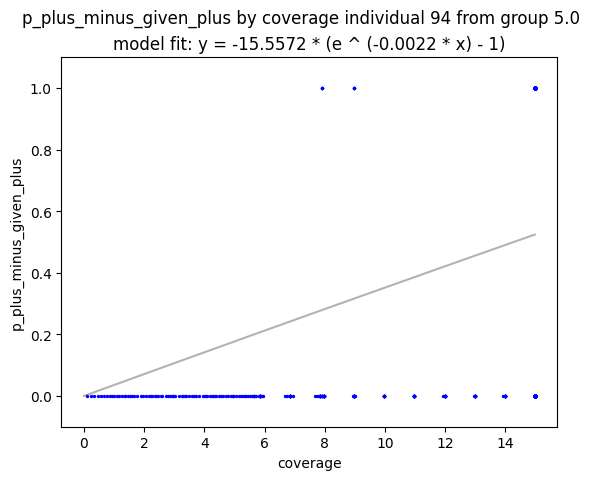 p_plus_minus_given_plus by coverage individual 94 from group 5.0
model fit: y = -15.5572 * (e ^ (-0.0022 * x) - 1)
1.0
0.8
0.6
0.4
0.2
0.0
p_plus_minus_given_plus
0 2 4 6 8 10 12 14
coverage